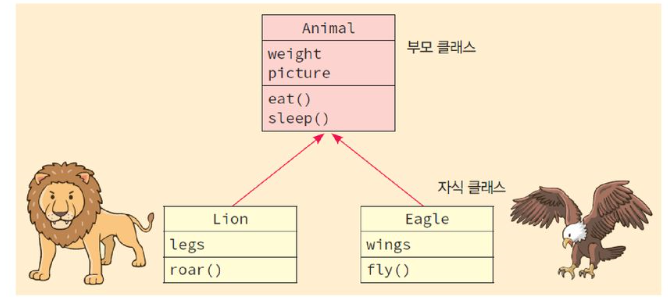 Animal
부모 클래스
weight
picture
eat()
sleep()
자식 클래스
Lion
legs
roar()
Eagle
wings
fly()